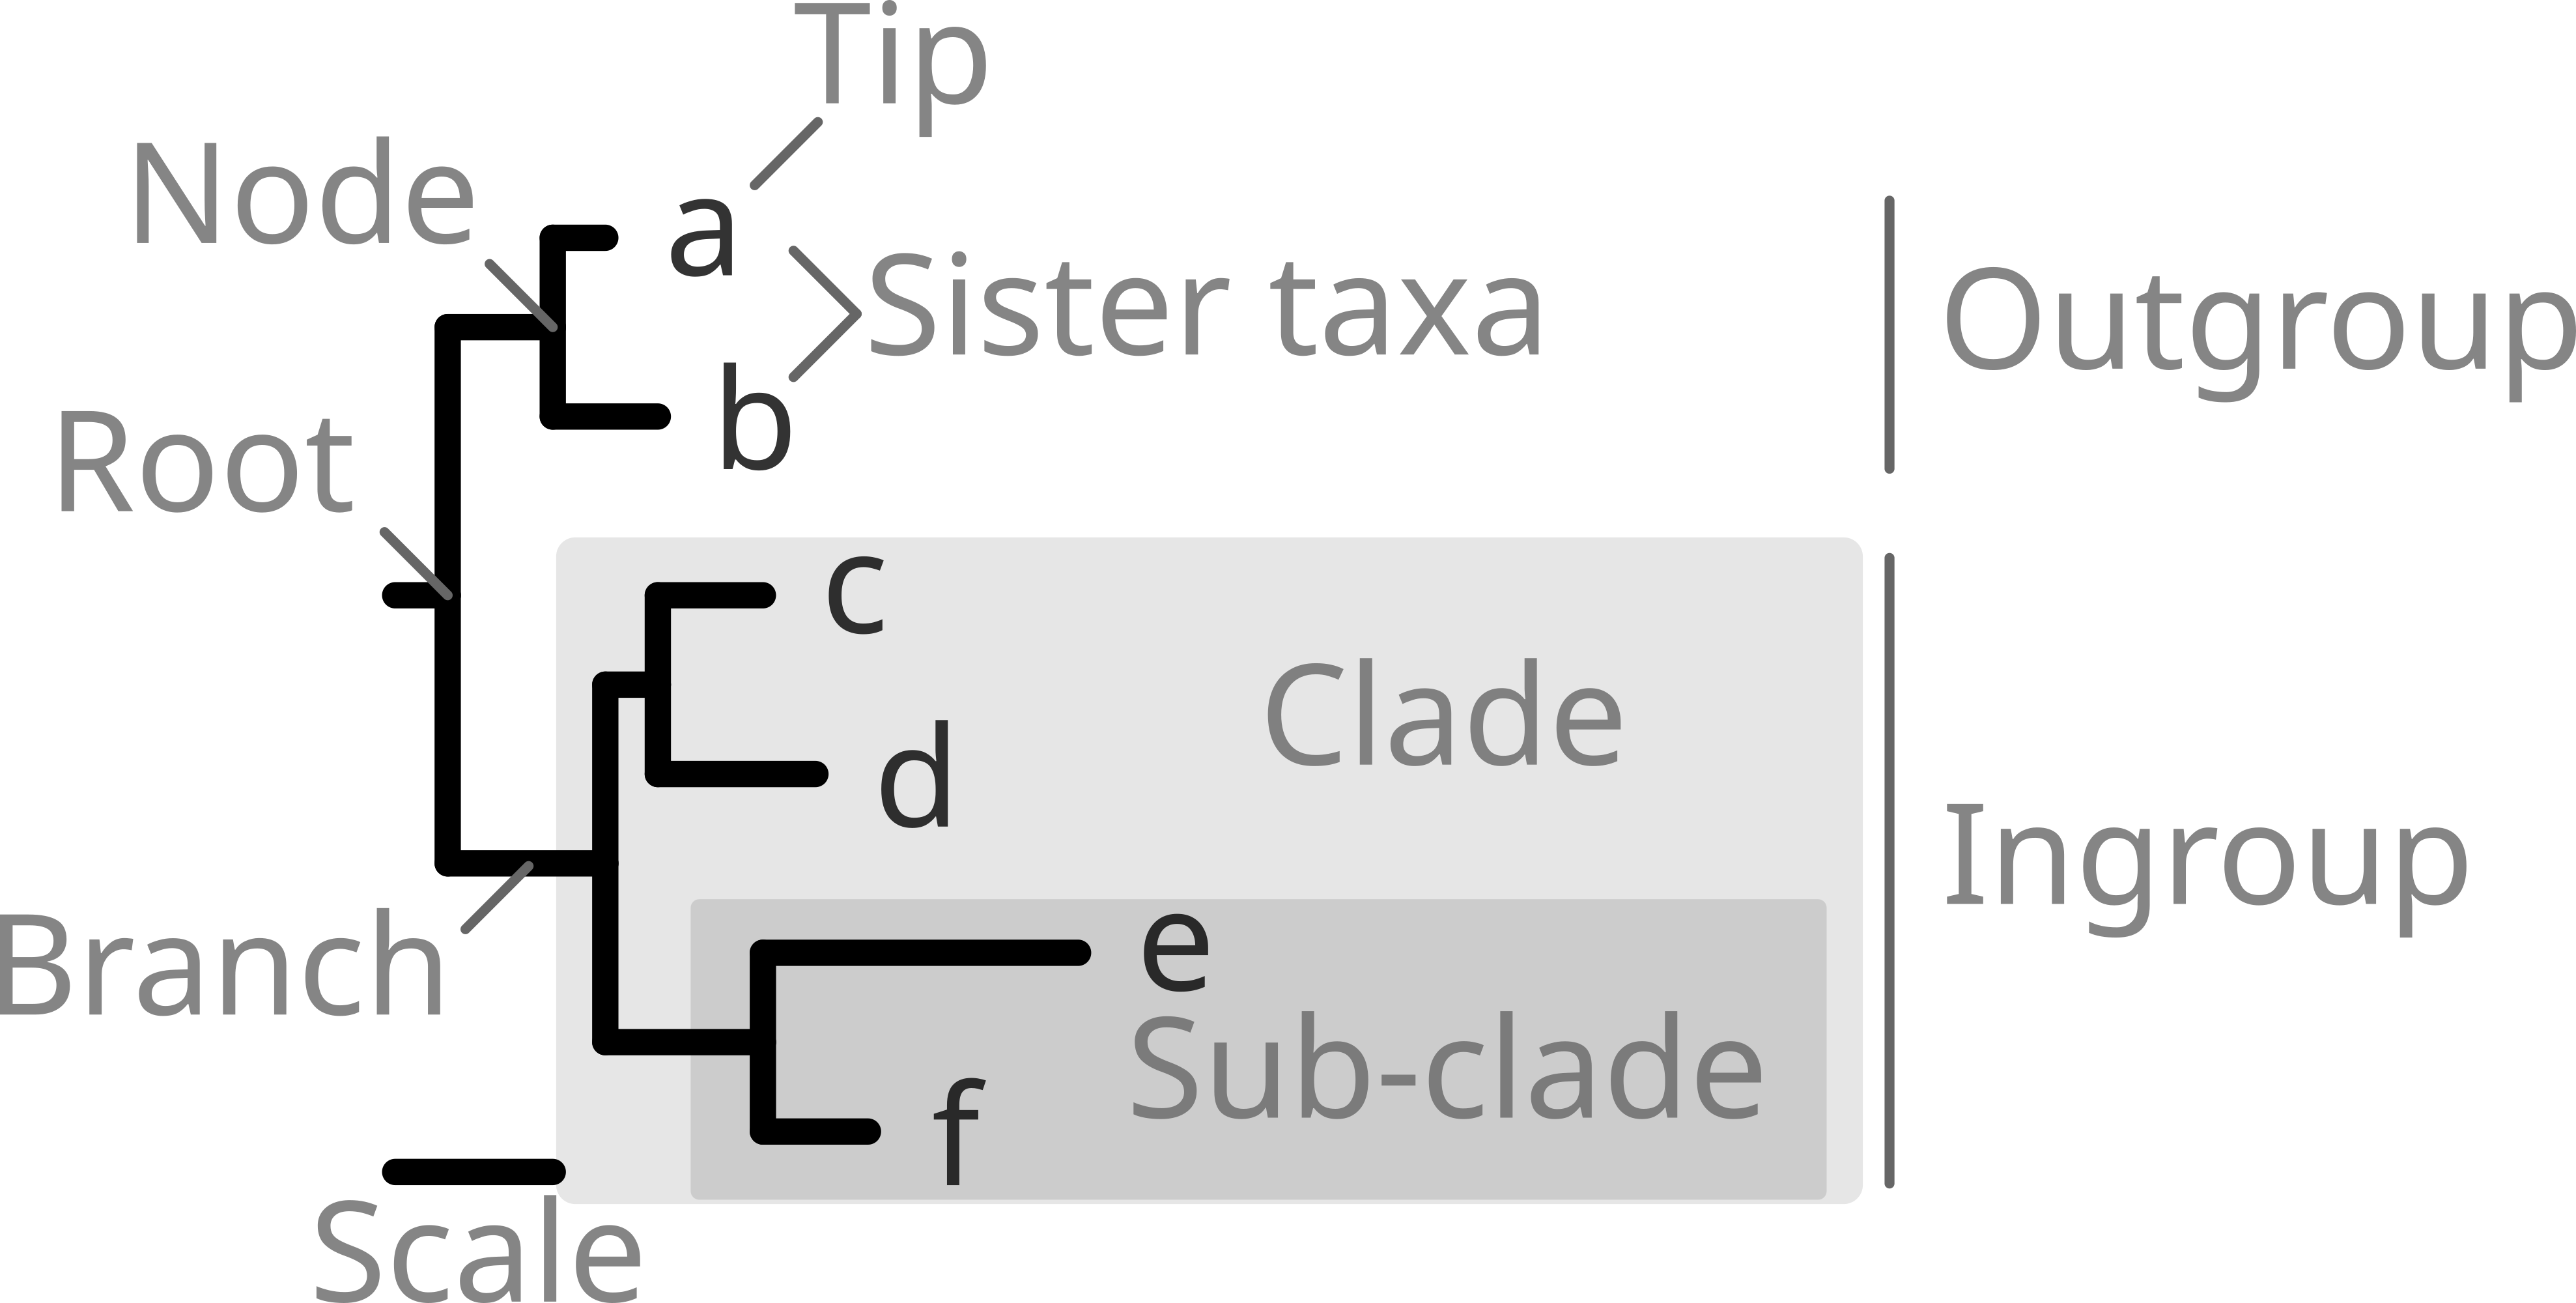 Tip
Node
a
Sister taxa
Outgroup
b
Root
c
Clade
d
Ingroup
Branch
e
Sub-clade
f
Scale